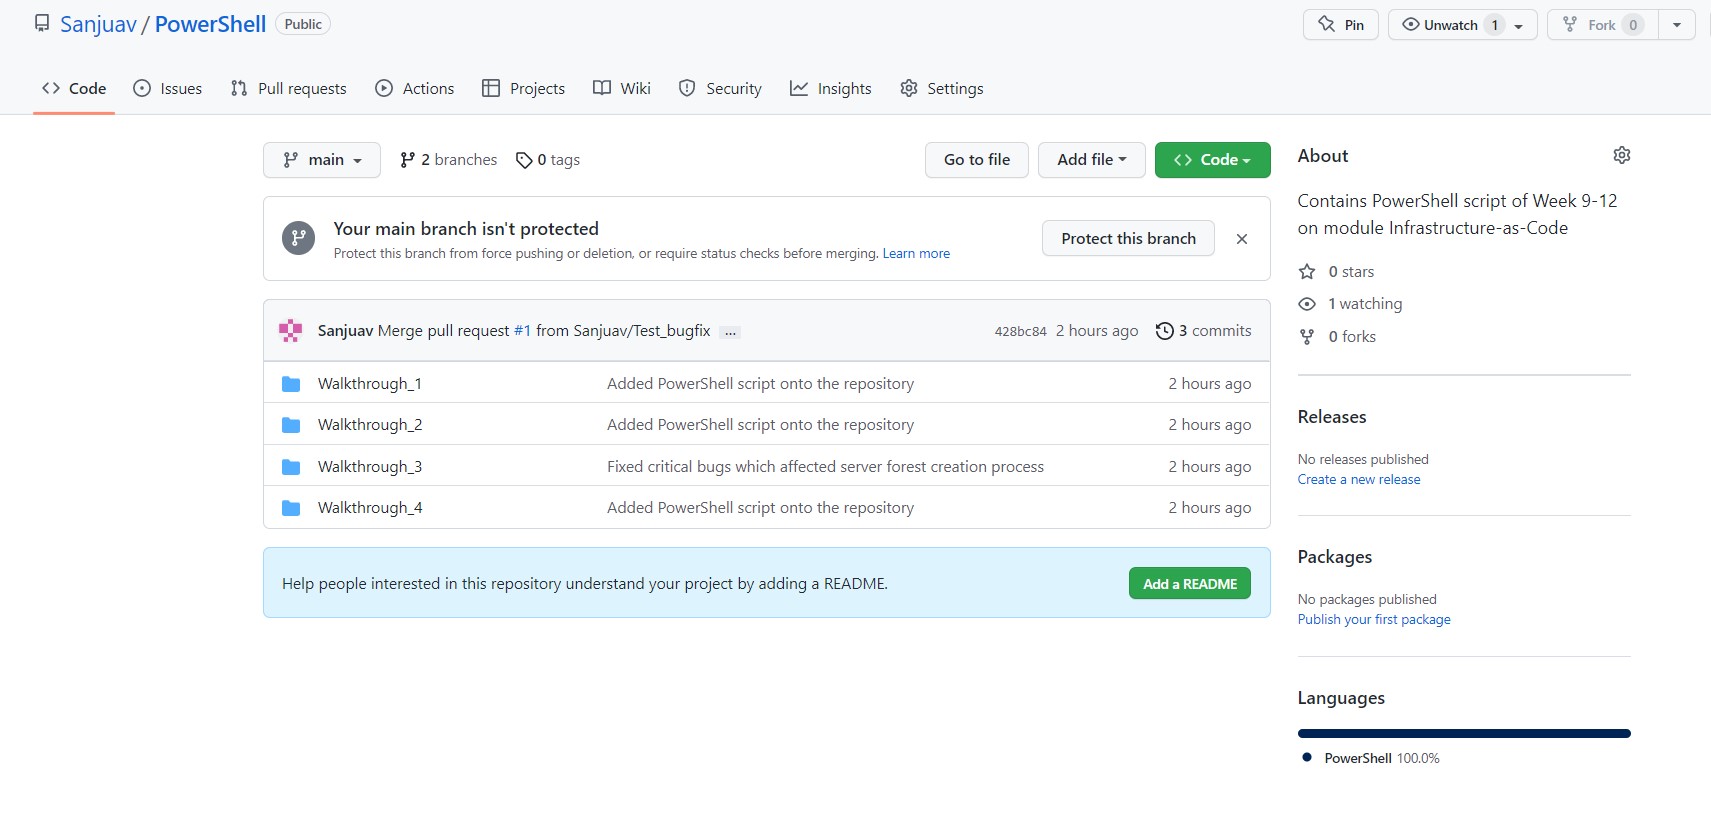 Sanjuav / PowerShell Public
Pin
Unwatch 1
Fork 0
Code
Issues
Pull requests
Actions
Projects
Wiki
Security
Insights
Settings
main
2 branches
0 tags
Go to file
Add file
Code
Your main branch isn't protected
Protect this branch from force pushing or deletion, or require status checks before merging. Learn more
Protect this branch
Sanjuav Merge pull request #1 from Sanjuav/Test_bugfix ...
428bc84 2 hours ago
3 commits
Walkthrough_1 Added PowerShell script onto the repository 2 hours ago
Walkthrough_2 Added PowerShell script onto the repository 2 hours ago
Walkthrough_3 Fixed critical bugs which affected server forest creation process 2 hours ago
Walkthrough_4 Added PowerShell script onto the repository 2 hours ago
Help people interested in this repository understand your project by adding a README.
Add a README
About
Contains PowerShell script of Week 9-12
on module Infrastructure-as-Code
0 stars
1 watching
0 forks
Releases
No releases published
Create a new release
Packages
No packages published
Publish your first package
Languages
PowerShell 100.0%